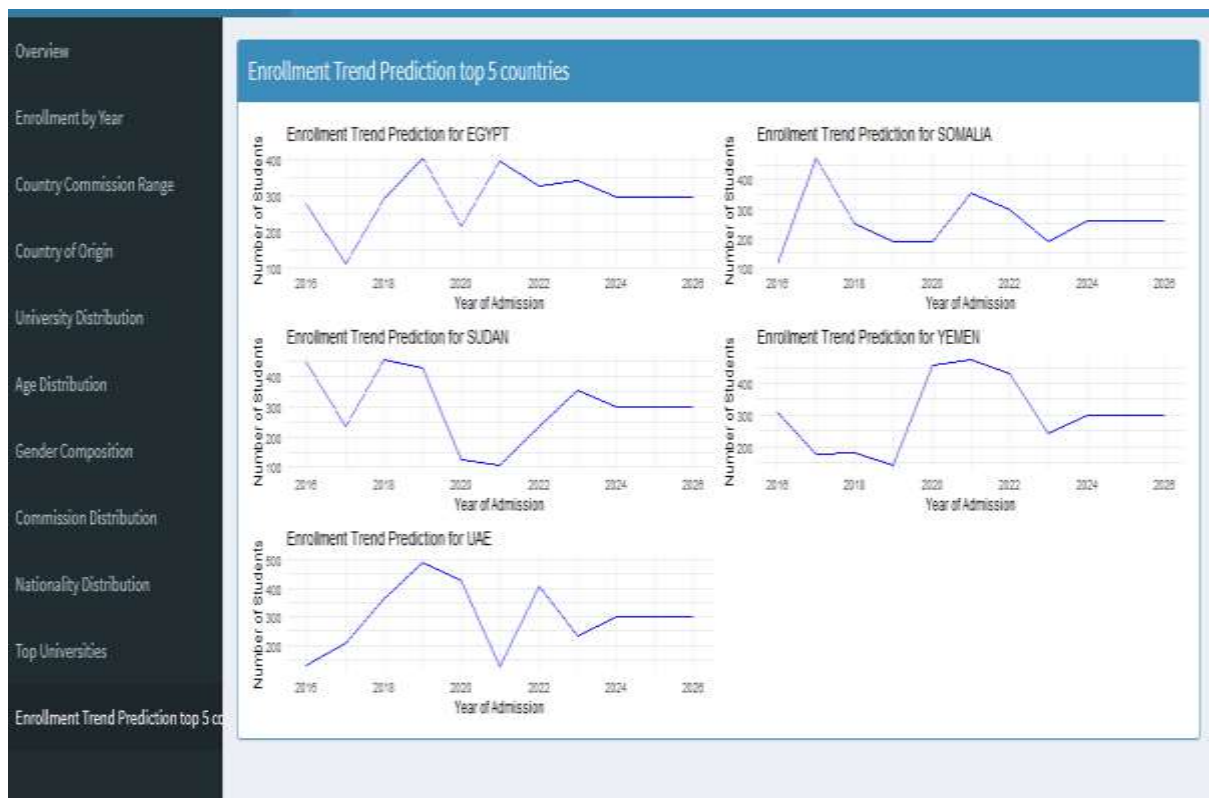 Overview
Enrollment by Year
Country Commission Range
Country of Origin
University Distribution
Age Distribution
Gender Composition
Commission Distribution
Nationality Distribution
Top Universities
Enrollment Trend Prediction top 5 co
Enrollment Trend Prediction top 5 countries
Enrollment Trend Prediction for EGYPT
Number of Students
400
300
200
100
2016 2018 2020 2022 2024 2026
Year of Admission
Enrollment Trend Prediction for SOMALIA
Number of Students
400
300
200
100
2016 2018 2020 2022 2024 2026
Year of Admission
Enrollment Trend Prediction for SUDAN
Number of Students
400
300
200
100
2016 2018 2020 2022 2024 2026
Year of Admission
Enrollment Trend Prediction for YEMEN
Number of Students
400
300
200
2016 2018 2020 2022 2024 2026
Year of Admission
Enrollment Trend Prediction for UAE
Number of Students
500
400
300
200
2016 2018 2020 2022 2024 2026
Year of Admission